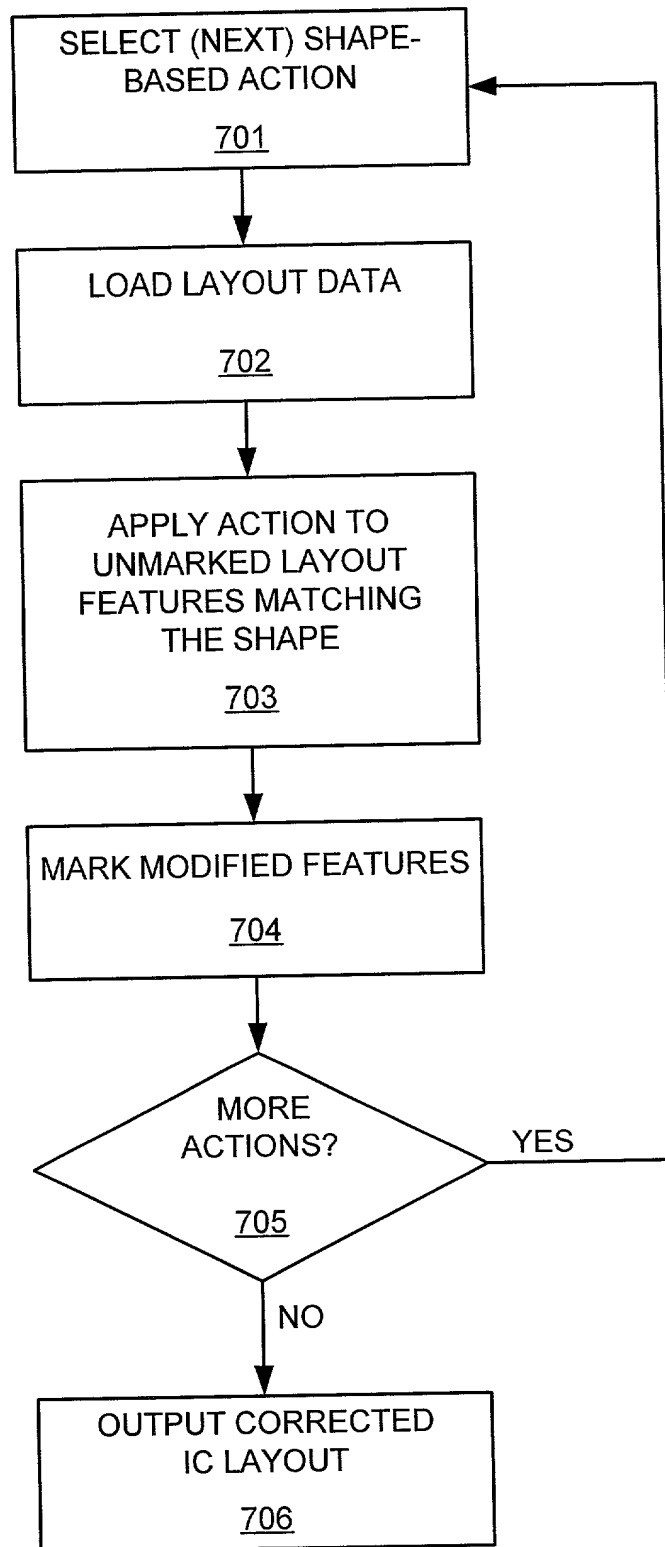 SELECT (NEXT) SHAPE-
BASED ACTION
701
LOAD LAYOUT DATA
702
APPLY ACTION TO
UNMARKED LAYOUT
FEATURES MATCHING
THE SHAPE
703
MARK MODIFIED FEATURES
704
MORE
ACTIONS?
705
YES
NO
OUTPUT CORRECTED
IC LAYOUT
706